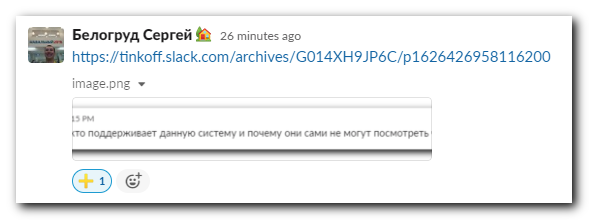 Белогруд Сергей 26 minutes ago
https://tinkoff.slack.com/archives/G014XH9JP6C/p1626426958116200
image.png
15 PM
кто поддерживает данную систему и почему они сами не могут посмотреть
1